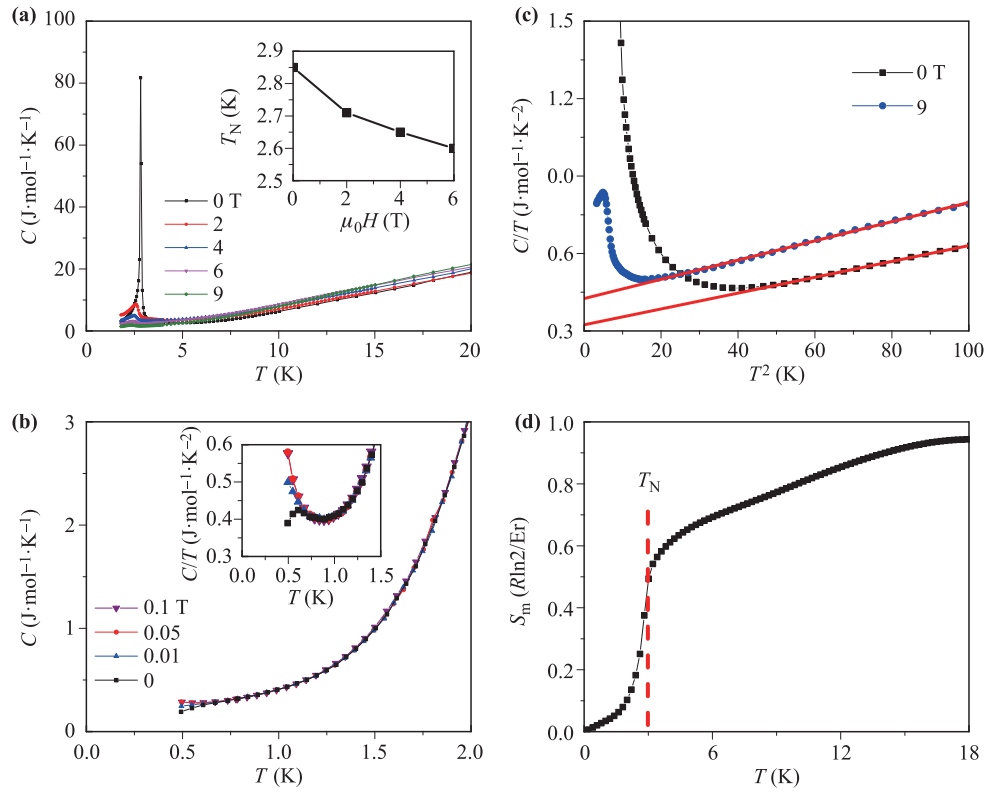 (a)
100
80
60
40
20
0
C (J·mol⁻¹·K⁻¹)
0 5 10 15 20
T (K)
0 T
2
4
6
9
2.9
2.8
2.7
2.6
2.5
T_N (K)
0 2 4 6
μ₀H (T)
(c)
1.5
1.2
0.0
0.6
0.3
C/T (J·mol⁻¹·K⁻²)
0 20 40 60 80 100
T² (K)
0 T
9
(b)
3
2
1
0
C (J·mol⁻¹·K⁻¹)
0 0.5 1.0 1.5 2.0
T (K)
0.1 T
0.05
0.01
0
0.6
0.5
0.4
0.3
C/T (J·mol⁻¹·K⁻²)
0.0 0.5 1.0 1.5
T (K)
(d)
1.0
0.8
0.6
0.4
0.2
0.0
S_m (Rln2/Er)
T_N
0 6 12 18
T (K)